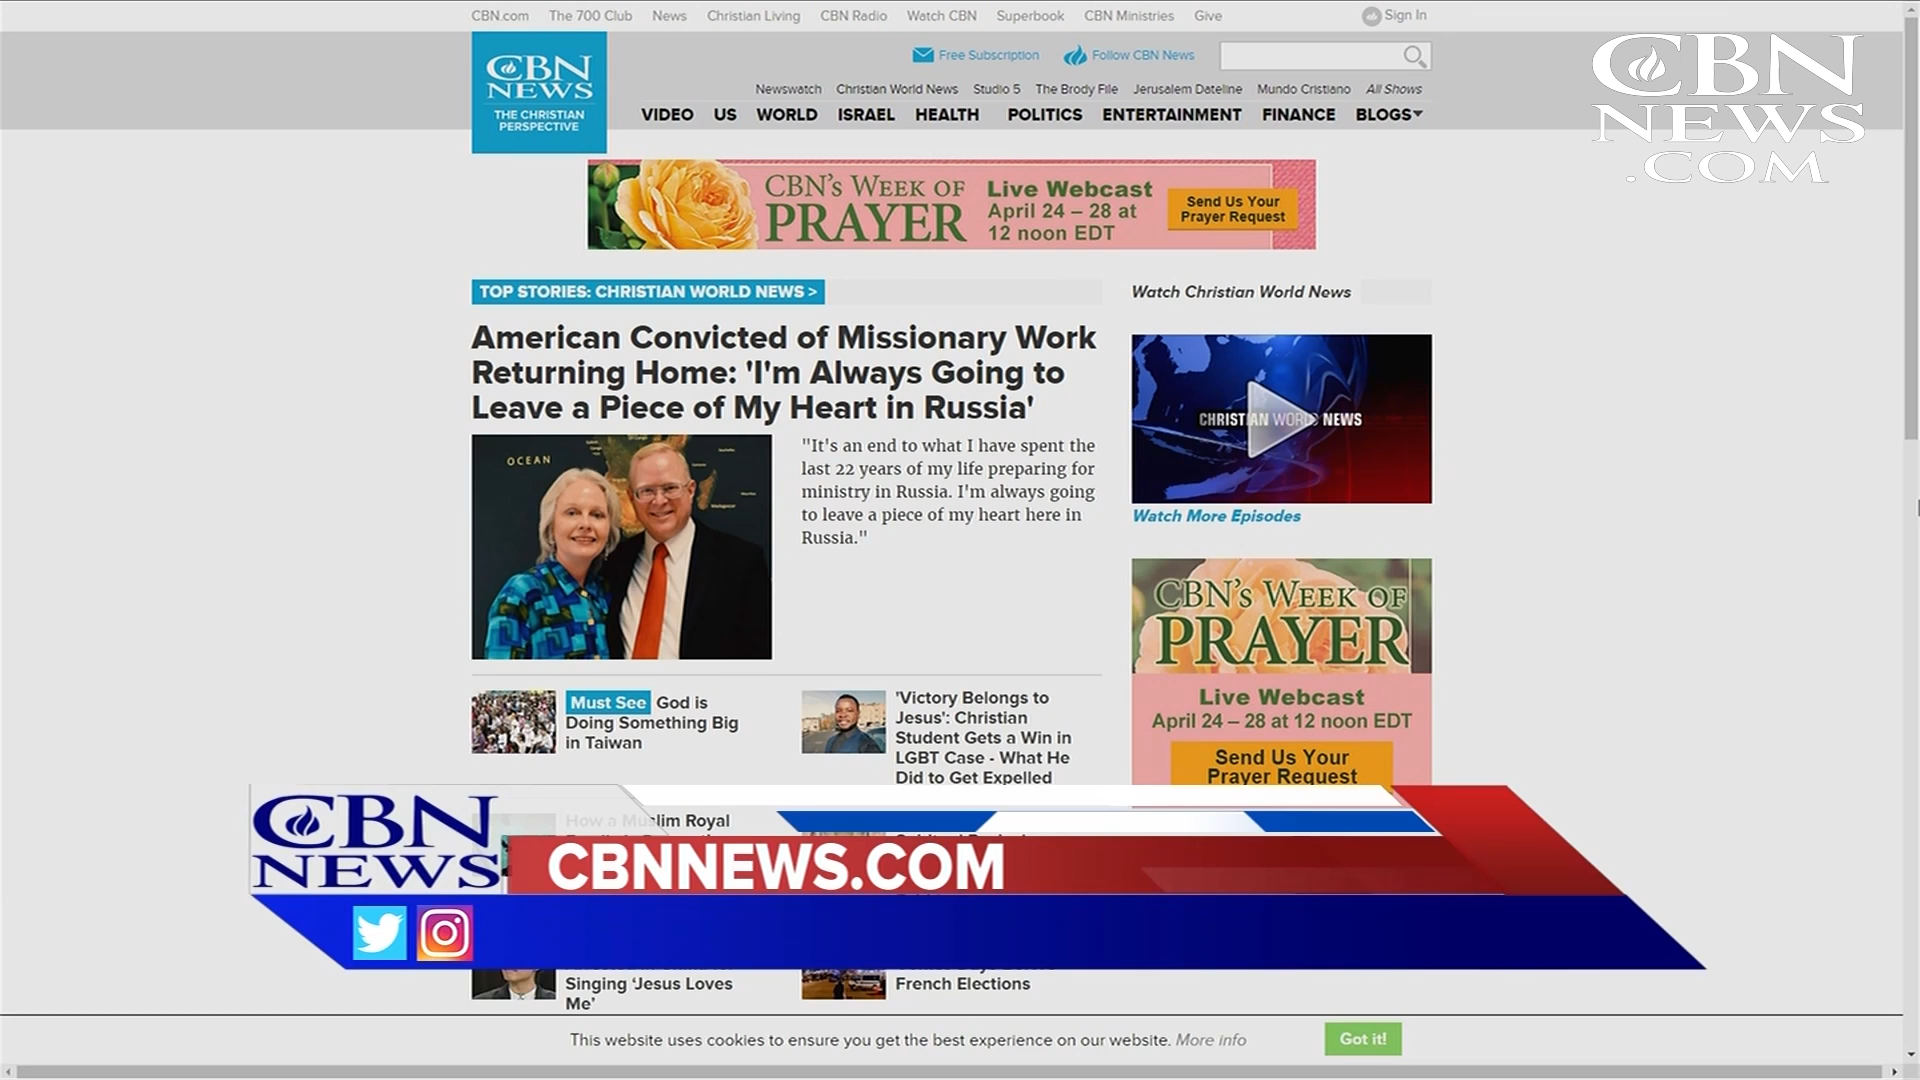 CBN.com The 700 Club News Christian Living CBN Radio Watch CBN Superbook CBN Ministries Give Sign In
CBN NEWS.COM
CBN
NEWS
THE CHRISTIAN
PERSPECTIVE
Free Subscription Follow CBN News
Newswatch Christian World News Studio 5 The Brody File Jerusalem Dateline Mundo Cristiano All Shows
VIDEO US WORLD ISRAEL HEALTH POLITICS ENTERTAINMENT FINANCE BLOGS
CBN's Week of
PRAYER
Live Webcast
April 24 – 28 at
12 noon EDT
Send Us Your
Prayer Request
TOP STORIES: CHRISTIAN WORLD NEWS >
American Convicted of Missionary Work
Returning Home: 'I'm Always Going to
Leave a Piece of My Heart in Russia'
OCEAN
"It's an end to what I have spent the
last 22 years of my life preparing for
ministry in Russia. I'm always going
to leave a piece of my heart here in
Russia."
Watch Christian World News
CHRISTIAN WORLD NEWS
Watch More Episodes
CBN's Week of
PRAYER
Live Webcast
April 24 – 28 at 12 noon EDT
Send Us Your
Prayer Request
Must See God is
Doing Something Big
in Taiwan
'Victory Belongs to
Jesus': Christian
Student Gets a Win in
LGBT Case - What He
Did to Get Expelled
How a Muslim Royal
CBN
NEWS
CBNNEWS.COM
Singing ‘Jesus Loves
Me’
French Elections
This website uses cookies to ensure you get the best experience on our website. More info
Got it!